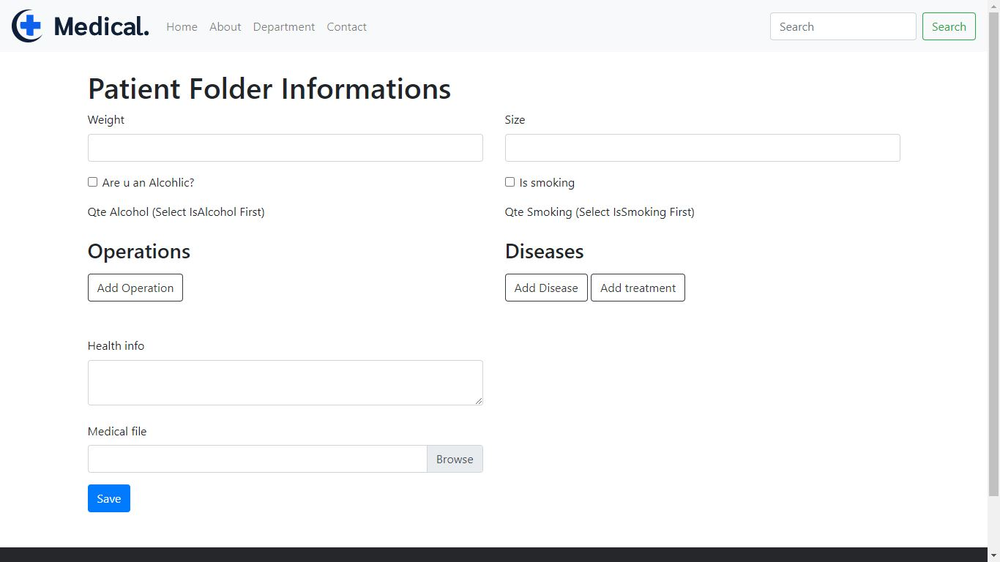 Medical. Home About Department Contact Search Search
Patient Folder Informations
Weight Size
Are u an Alcohlic? Is smoking
Qte Alcohol (Select IsAlcohol First) Qte Smoking (Select IsSmoking First)
Operations Diseases
Add Operation Add Disease Add treatment
Health info
Medical file
Browse
Save